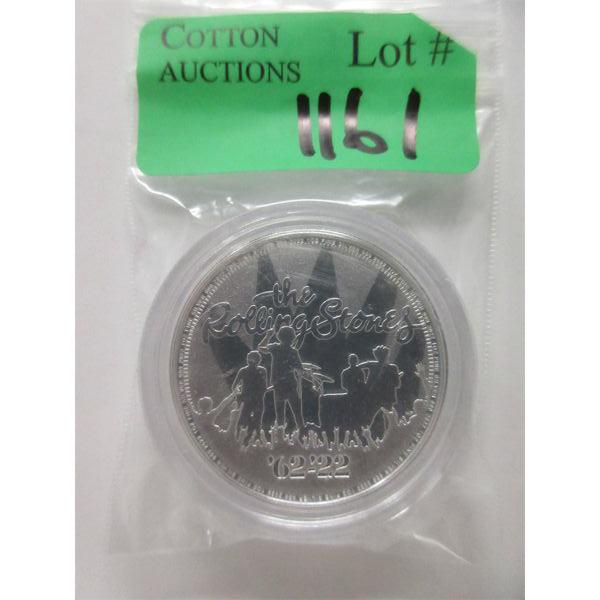 COTTON
AUCTIONS
Lot #
1161
the
Rolling Stones
'62-'22